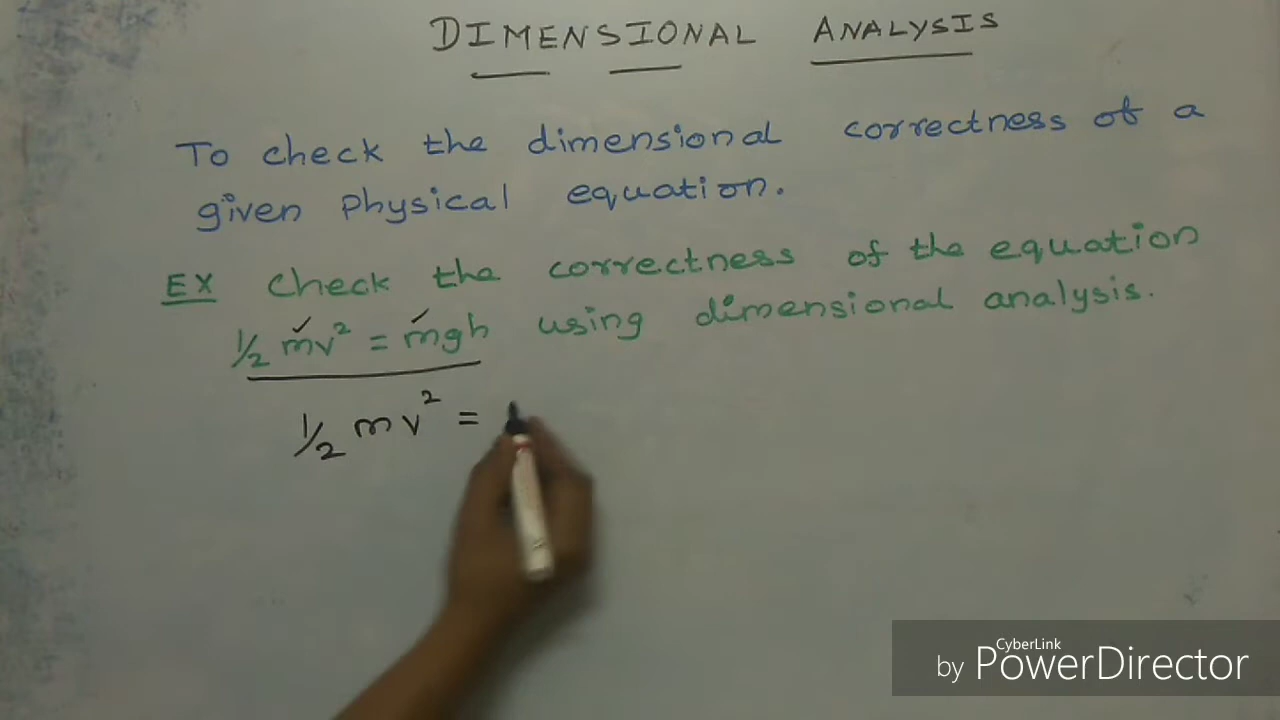 DIMENSIONAL ANALYSIS
To check the dimensional correctness of a
given physical equation.
EX Check the correctness of the equation
1/2 mv² = mgh using dimensional analysis.
1/2 mv² =
CyberLink
by PowerDirector